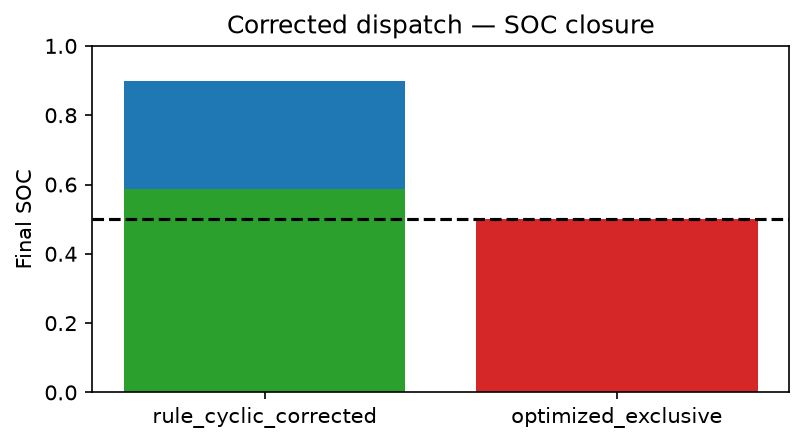 Corrected dispatch — SOC closure
Final SOC
1.0
0.8
0.6
0.4
0.2
0.0
rule_cyclic_corrected
optimized_exclusive